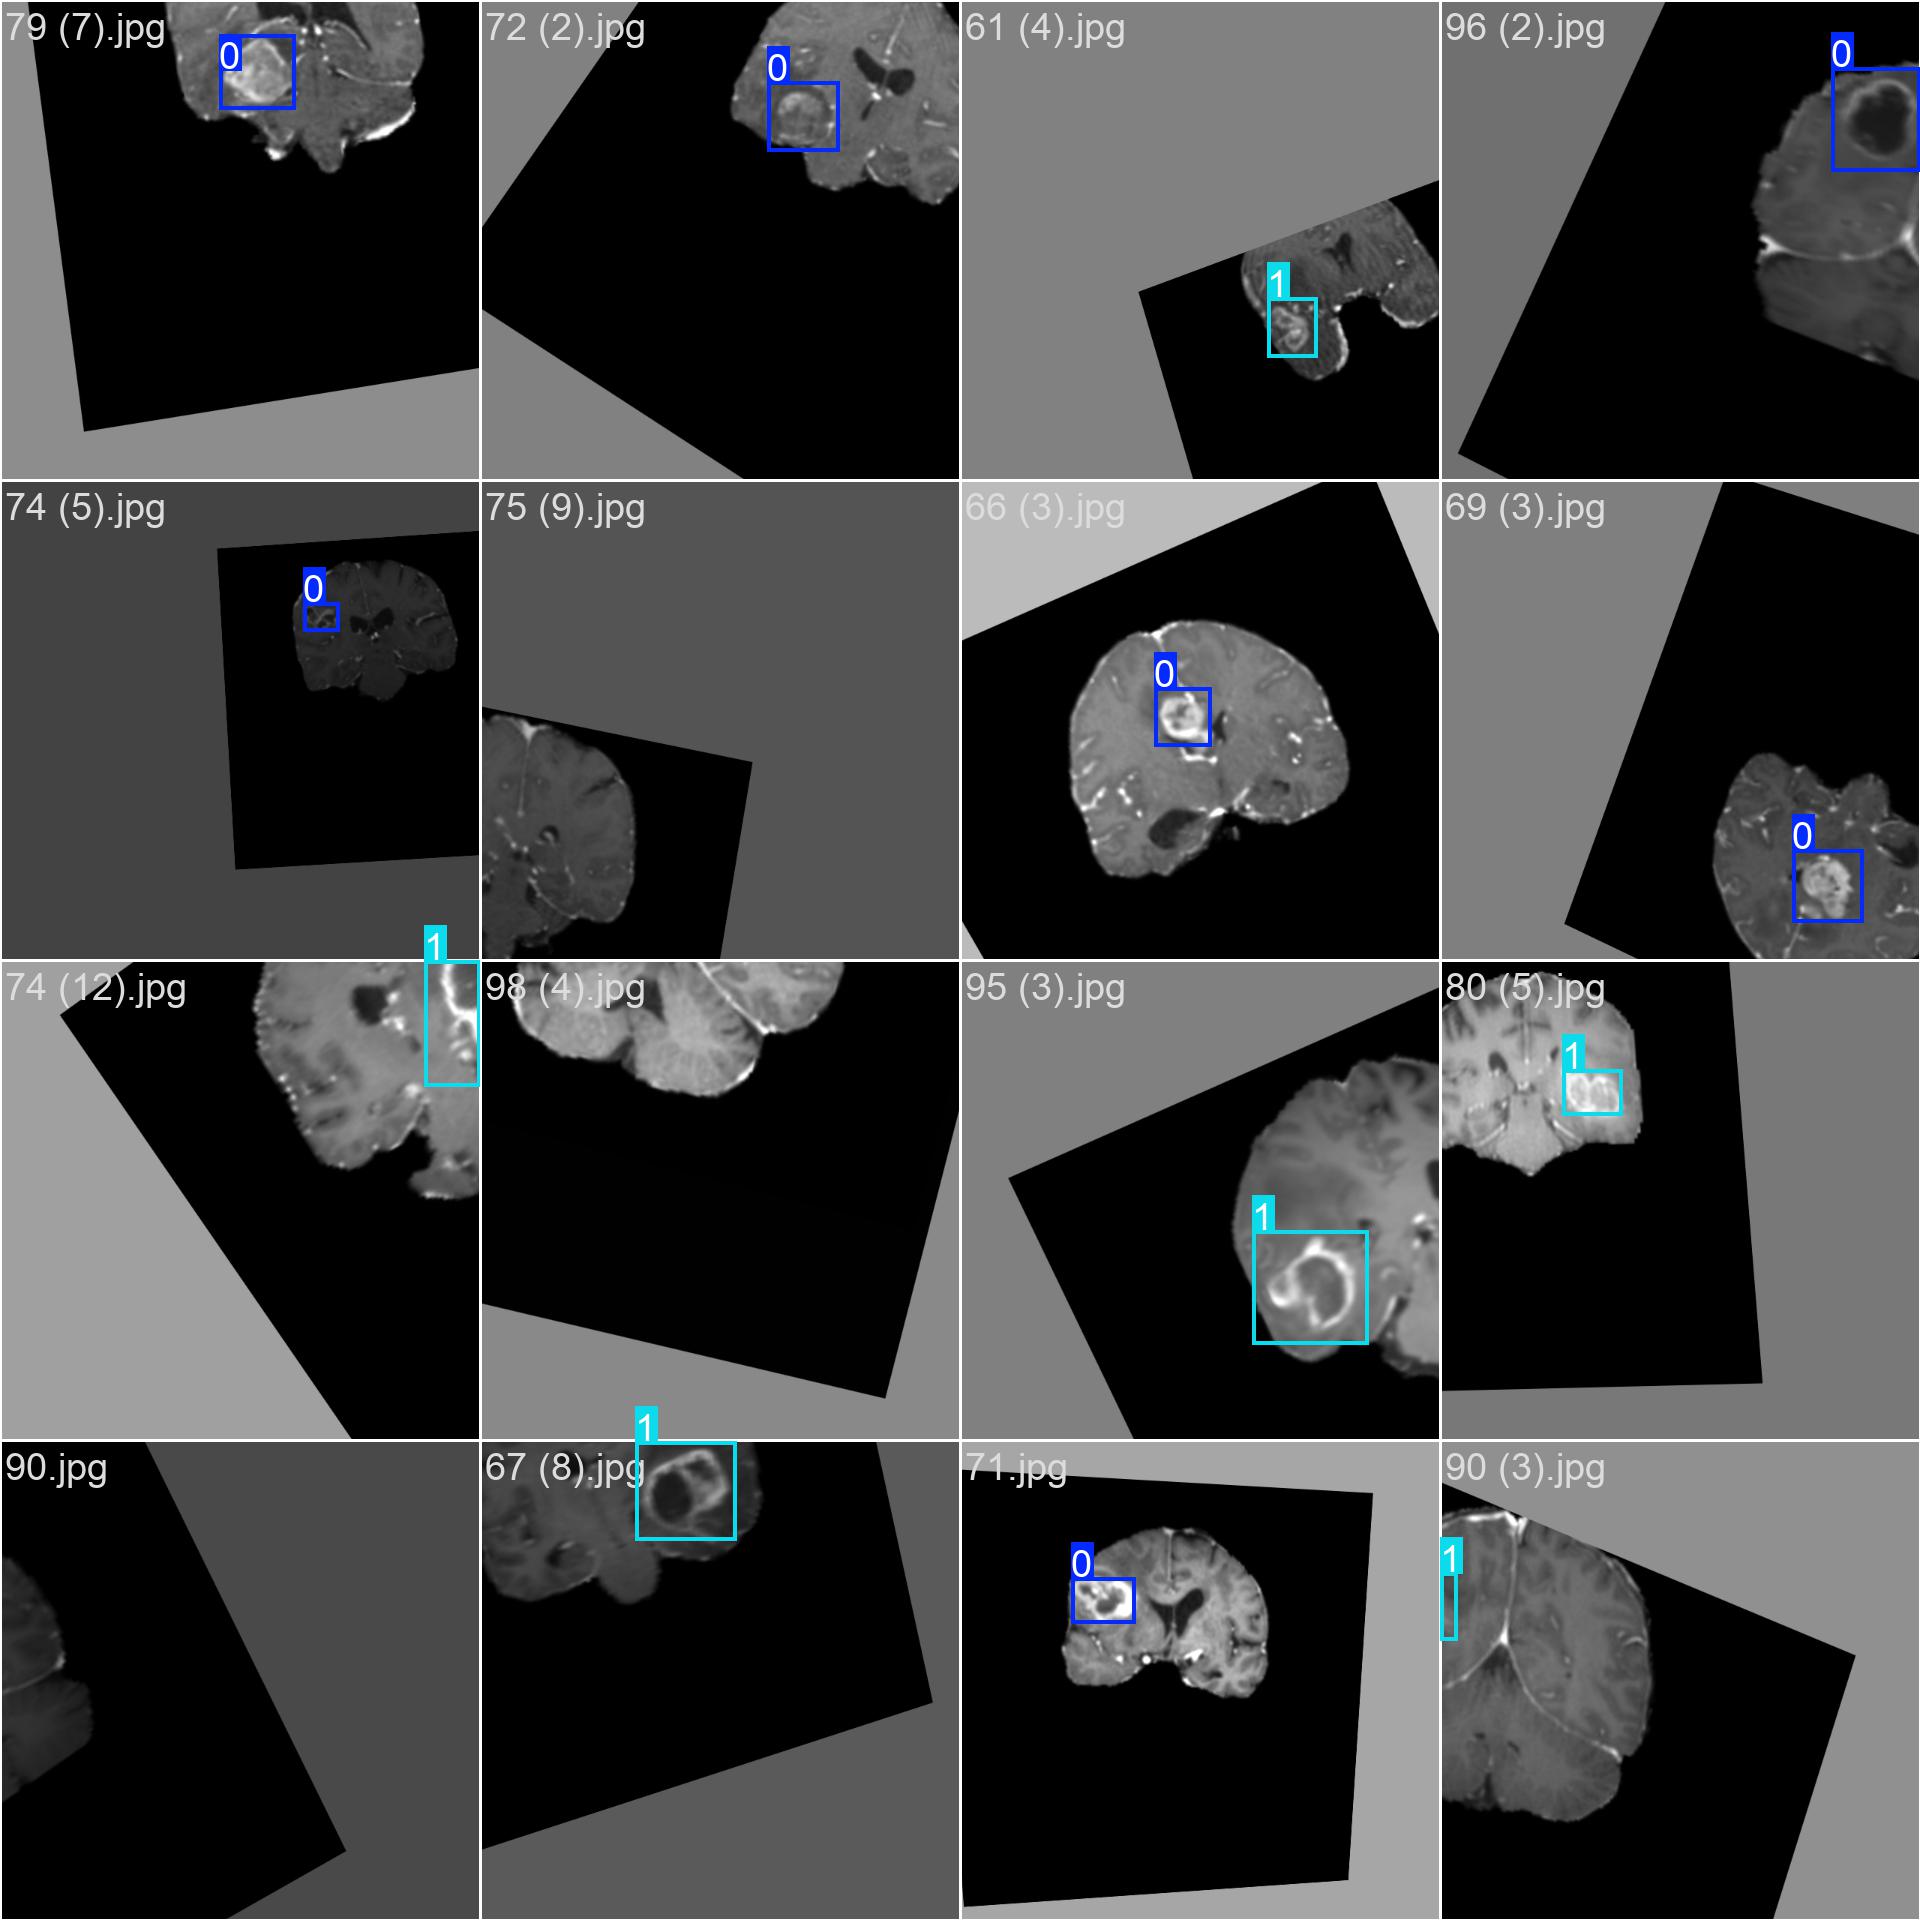 79 (7).jpg
72 (2).jpg
61 (4).jpg
96 (2).jpg
0
0
1
0
74 (5).jpg
75 (9).jpg
66 (3).jpg
69 (3).jpg
0
0
0
74 (12).jpg
98 (4).jpg
95 (3).jpg
80 (5).jpg
1
1
1
90.jpg
67 (8).jpg
71.jpg
90 (3).jpg
1
0
1